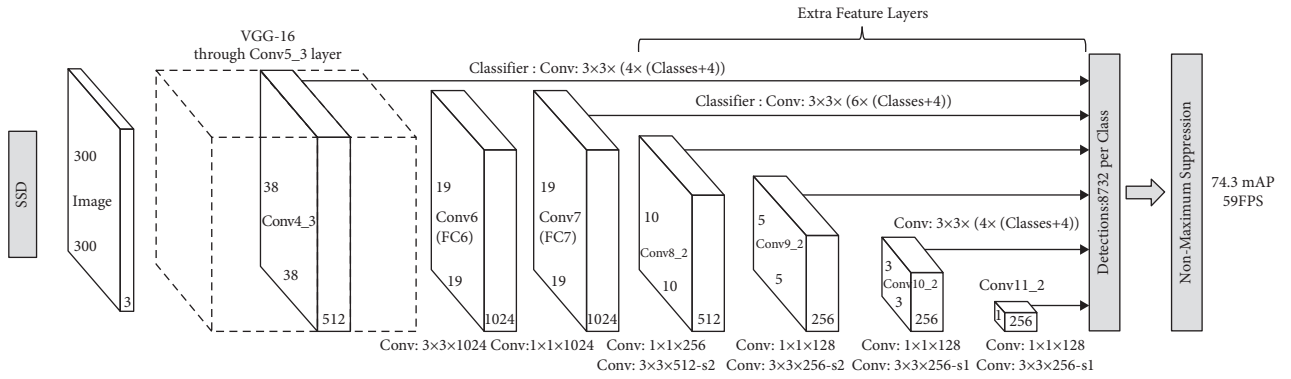 Extra Feature Layers
VGG-16
through Conv5_3 layer
Classifier : Conv: 3×3× (4× (Classes+4))
Classifier : Conv: 3×3× (6× (Classes+4))
SSD
300
Image
300
3
38
Conv4_3
38
512
19
Conv6
(FC6)
19
1024
19
Conv7
(FC7)
19
1024
10
Conv8_2
10
512
5
Conv9_2
5
256
Conv: 3×3× (4× (Classes+4))
3
Conv10_2
3
256
Conv11_2
1
256
Detections:8732 per Class
Non-Maximum Suppression
74.3 mAP
59FPS
Conv: 3×3×1024
Conv:1×1×1024
Conv: 1×1×256
Conv: 3×3×512-s2
Conv: 1×1×128
Conv: 3×3×256-s2
Conv: 1×1×128
Conv: 3×3×256-s1
Conv: 1×1×128
Conv: 3×3×256-s1